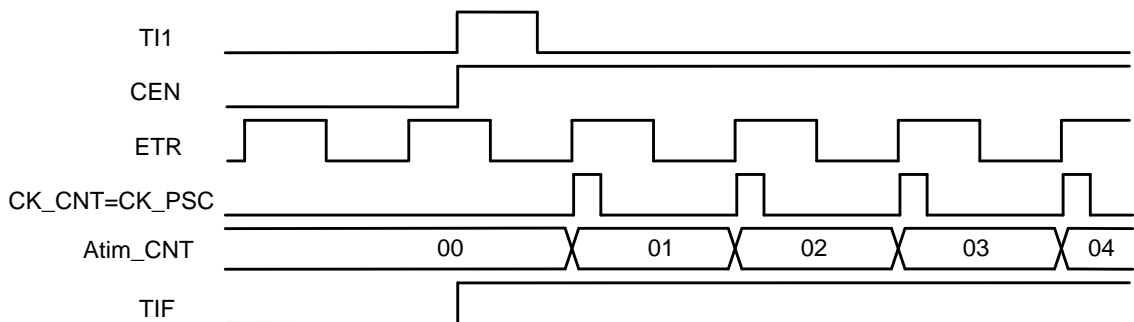 TI1
CEN
ETR
CK_CNT=CK_PSC
Atim_CNT 00 01 02 03 04
TIF